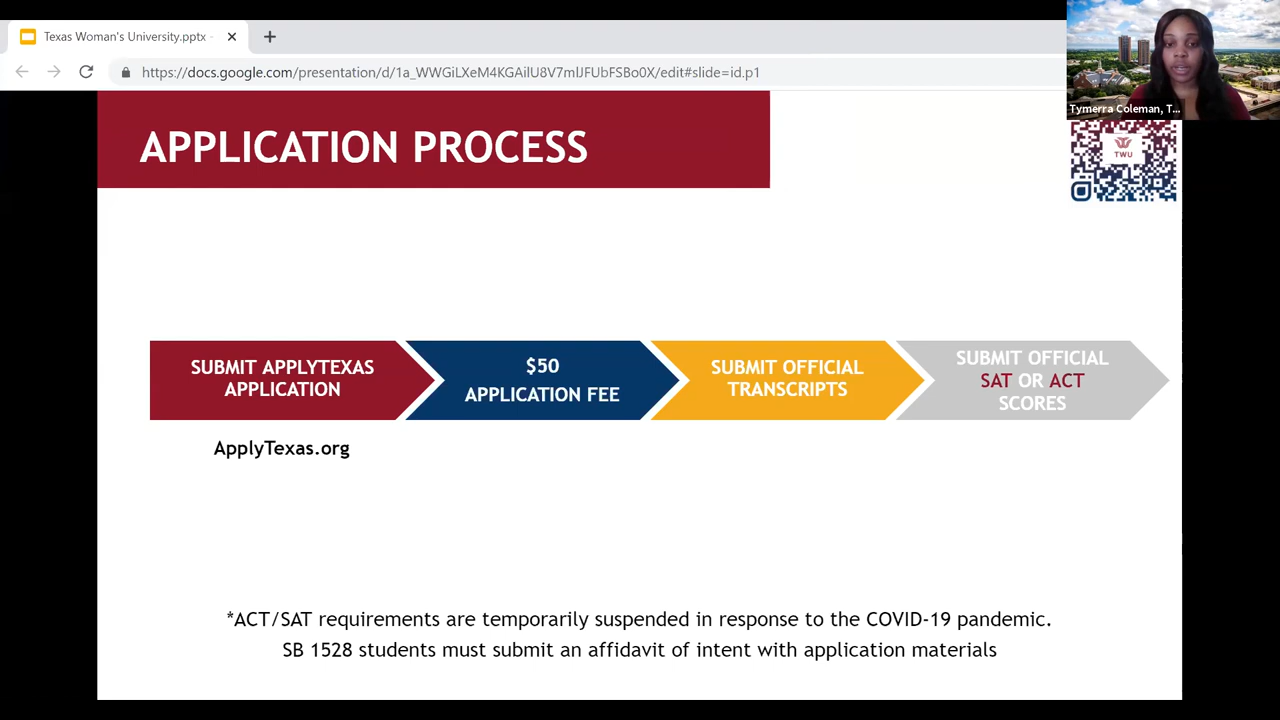 Texas Woman's University.pptx -
https://docs.google.com/presentation/d/1a_WWGiLXeM4KGAilU8V7mIJFUbFSBo0X/edit#slide=id.p1
Tymerra Coleman, T...
TWU
APPLICATION PROCESS
SUBMIT APPLYTEXAS
APPLICATION
$50
APPLICATION FEE
SUBMIT OFFICIAL
TRANSCRIPTS
SUBMIT OFFICIAL
SAT OR ACT
SCORES
ApplyTexas.org
*ACT/SAT requirements are temporarily suspended in response to the COVID-19 pandemic.
SB 1528 students must submit an affidavit of intent with application materials